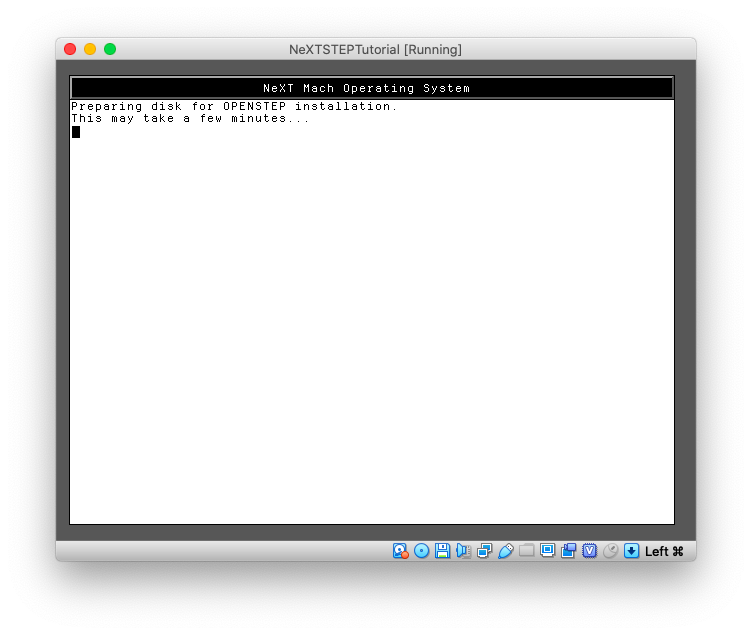 NeXTSTEPTutorial [Running]
NeXT Mach Operating System
Preparing disk for OPENSTEP installation.
This may take a few minutes...
Left ⌘